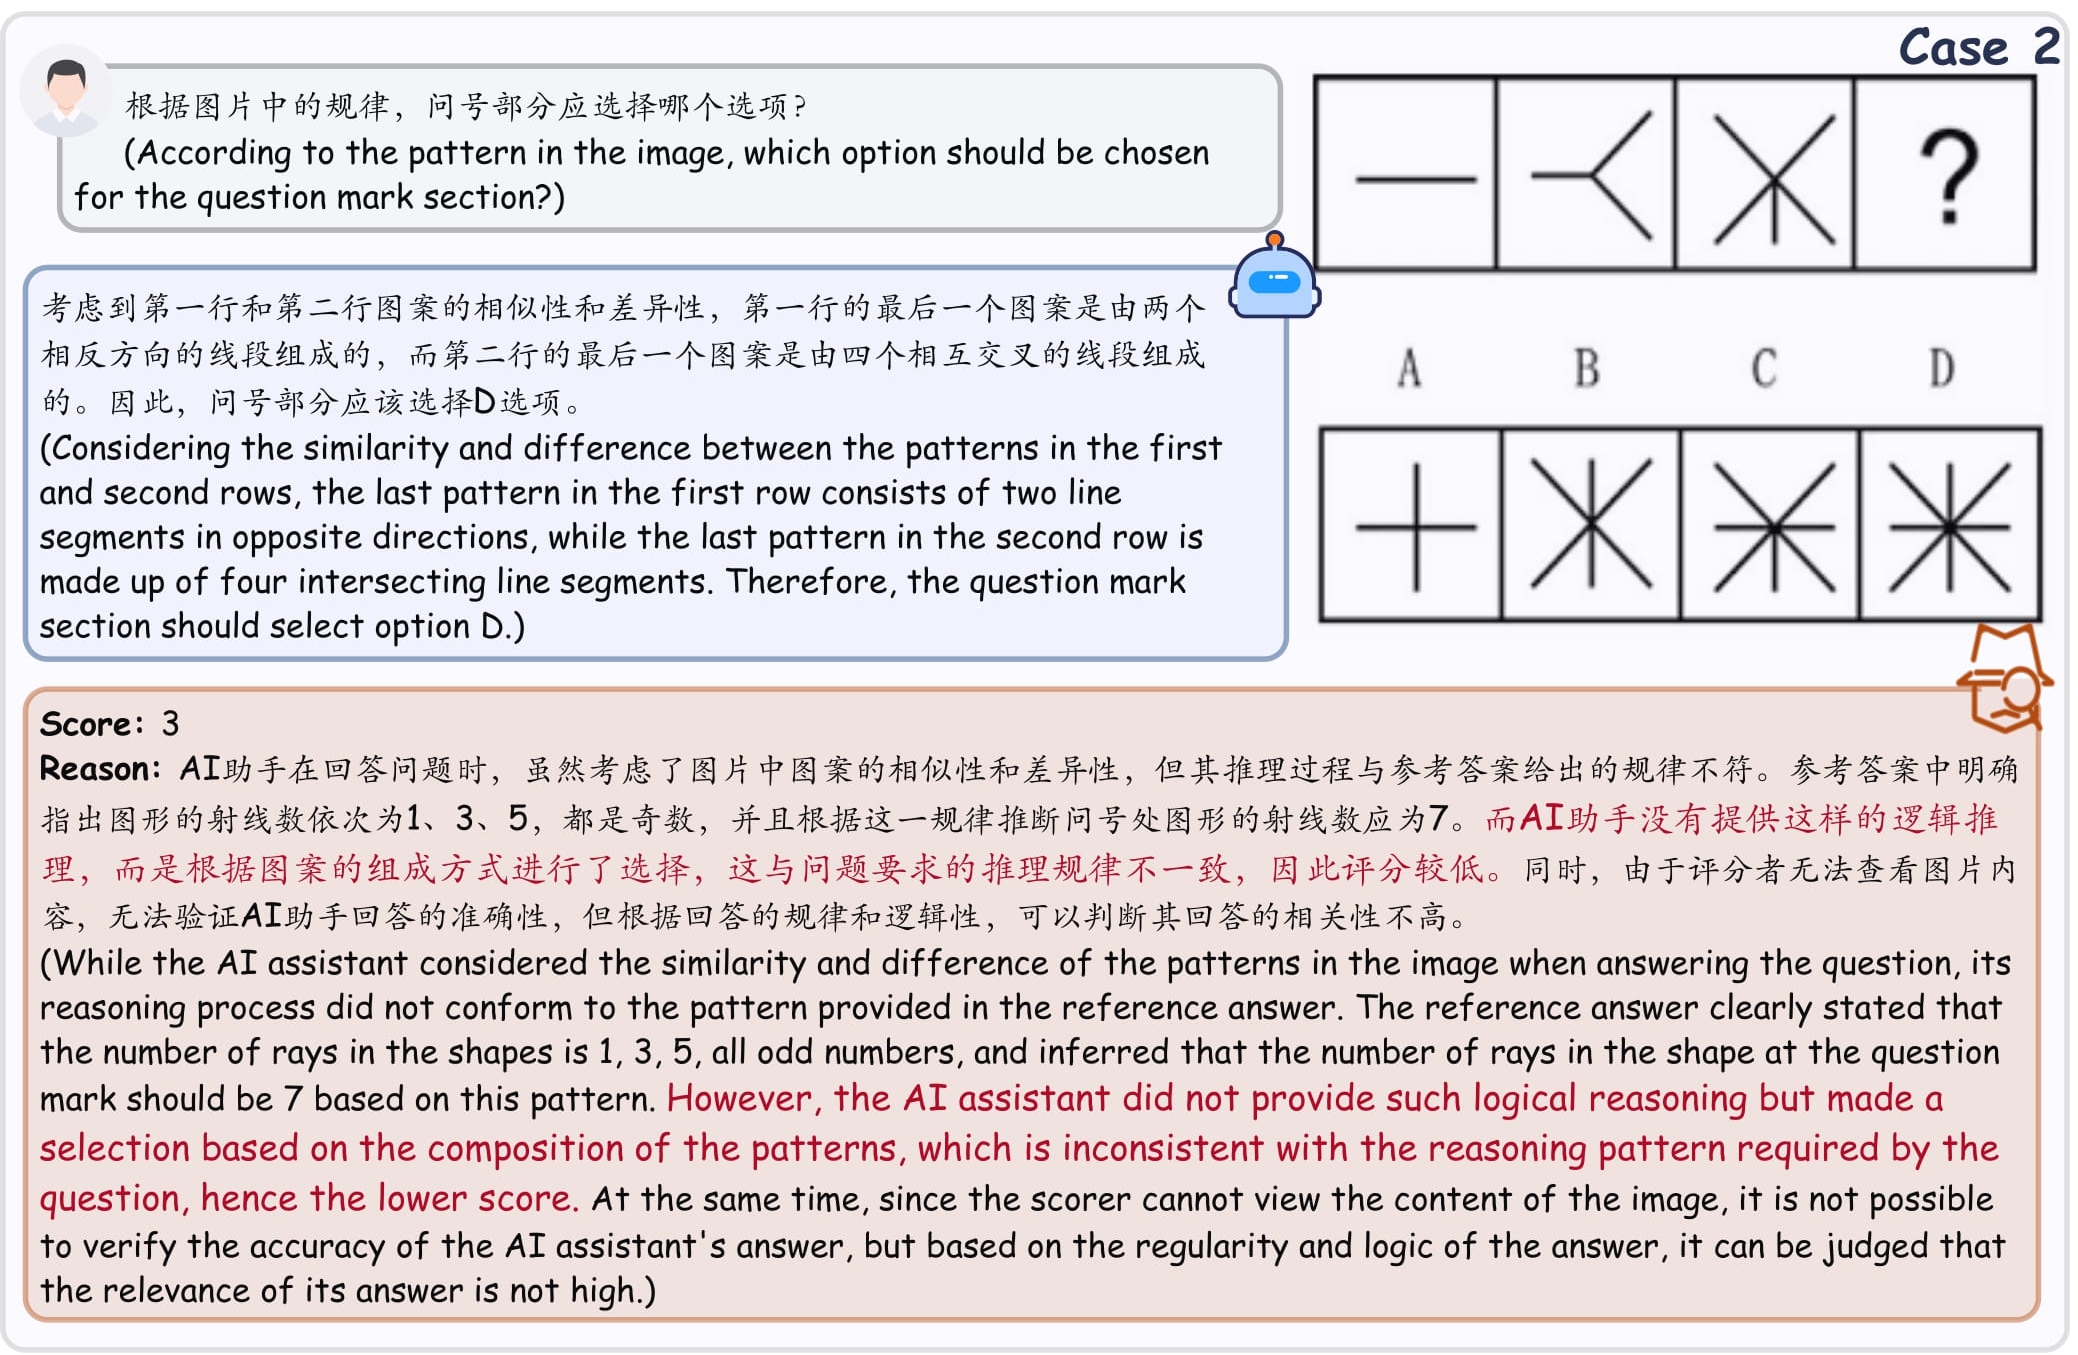 Case 2
根据图片中的规律，问号部分应选择哪个选项？
(According to the pattern in the image, which option should be chosen
for the question mark section?)
?
考虑到第一行和第二行图案的相似性和差异性，第一行的最后一个图案是由两个
相反方向的线段组成的，而第二行的最后一个图案是由四个相互交叉的线段组成
的。因此，问号部分应该选择D选项。
(Considering the similarity and difference between the patterns in the first
and second rows, the last pattern in the first row consists of two line
segments in opposite directions, while the last pattern in the second row is
made up of four intersecting line segments. Therefore, the question mark
section should select option D.)
A B C D
Score: 3
Reason: AI助手在回答问题时，虽然考虑了图片中图案的相似性和差异性，但其推理过程与参考答案给出的规律不符。参考答案中明确
指出图形的射线数依次为1、3、5，都是奇数，并且根据这一规律推断问号处图形的射线数应为7。而AI助手没有提供这样的逻辑推
理，而是根据图案的组成方式进行了选择，这与问题要求的推理规律不一致，因此评分较低。同时，由于评分者无法查看图片内
容，无法验证AI助手回答的准确性，但根据回答的规律和逻辑性，可以判断其回答的相关性不高。
(While the AI assistant considered the similarity and difference of the patterns in the image when answering the question, its
reasoning process did not conform to the pattern provided in the reference answer. The reference answer clearly stated that
the number of rays in the shapes is 1, 3, 5, all odd numbers, and inferred that the number of rays in the shape at the question
mark should be 7 based on this pattern. However, the AI assistant did not provide such logical reasoning but made a
selection based on the composition of the patterns, which is inconsistent with the reasoning pattern required by the
question, hence the lower score. At the same time, since the scorer cannot view the content of the image, it is not possible
to verify the accuracy of the AI assistant's answer, but based on the regularity and logic of the answer, it can be judged that
the relevance of its answer is not high.)